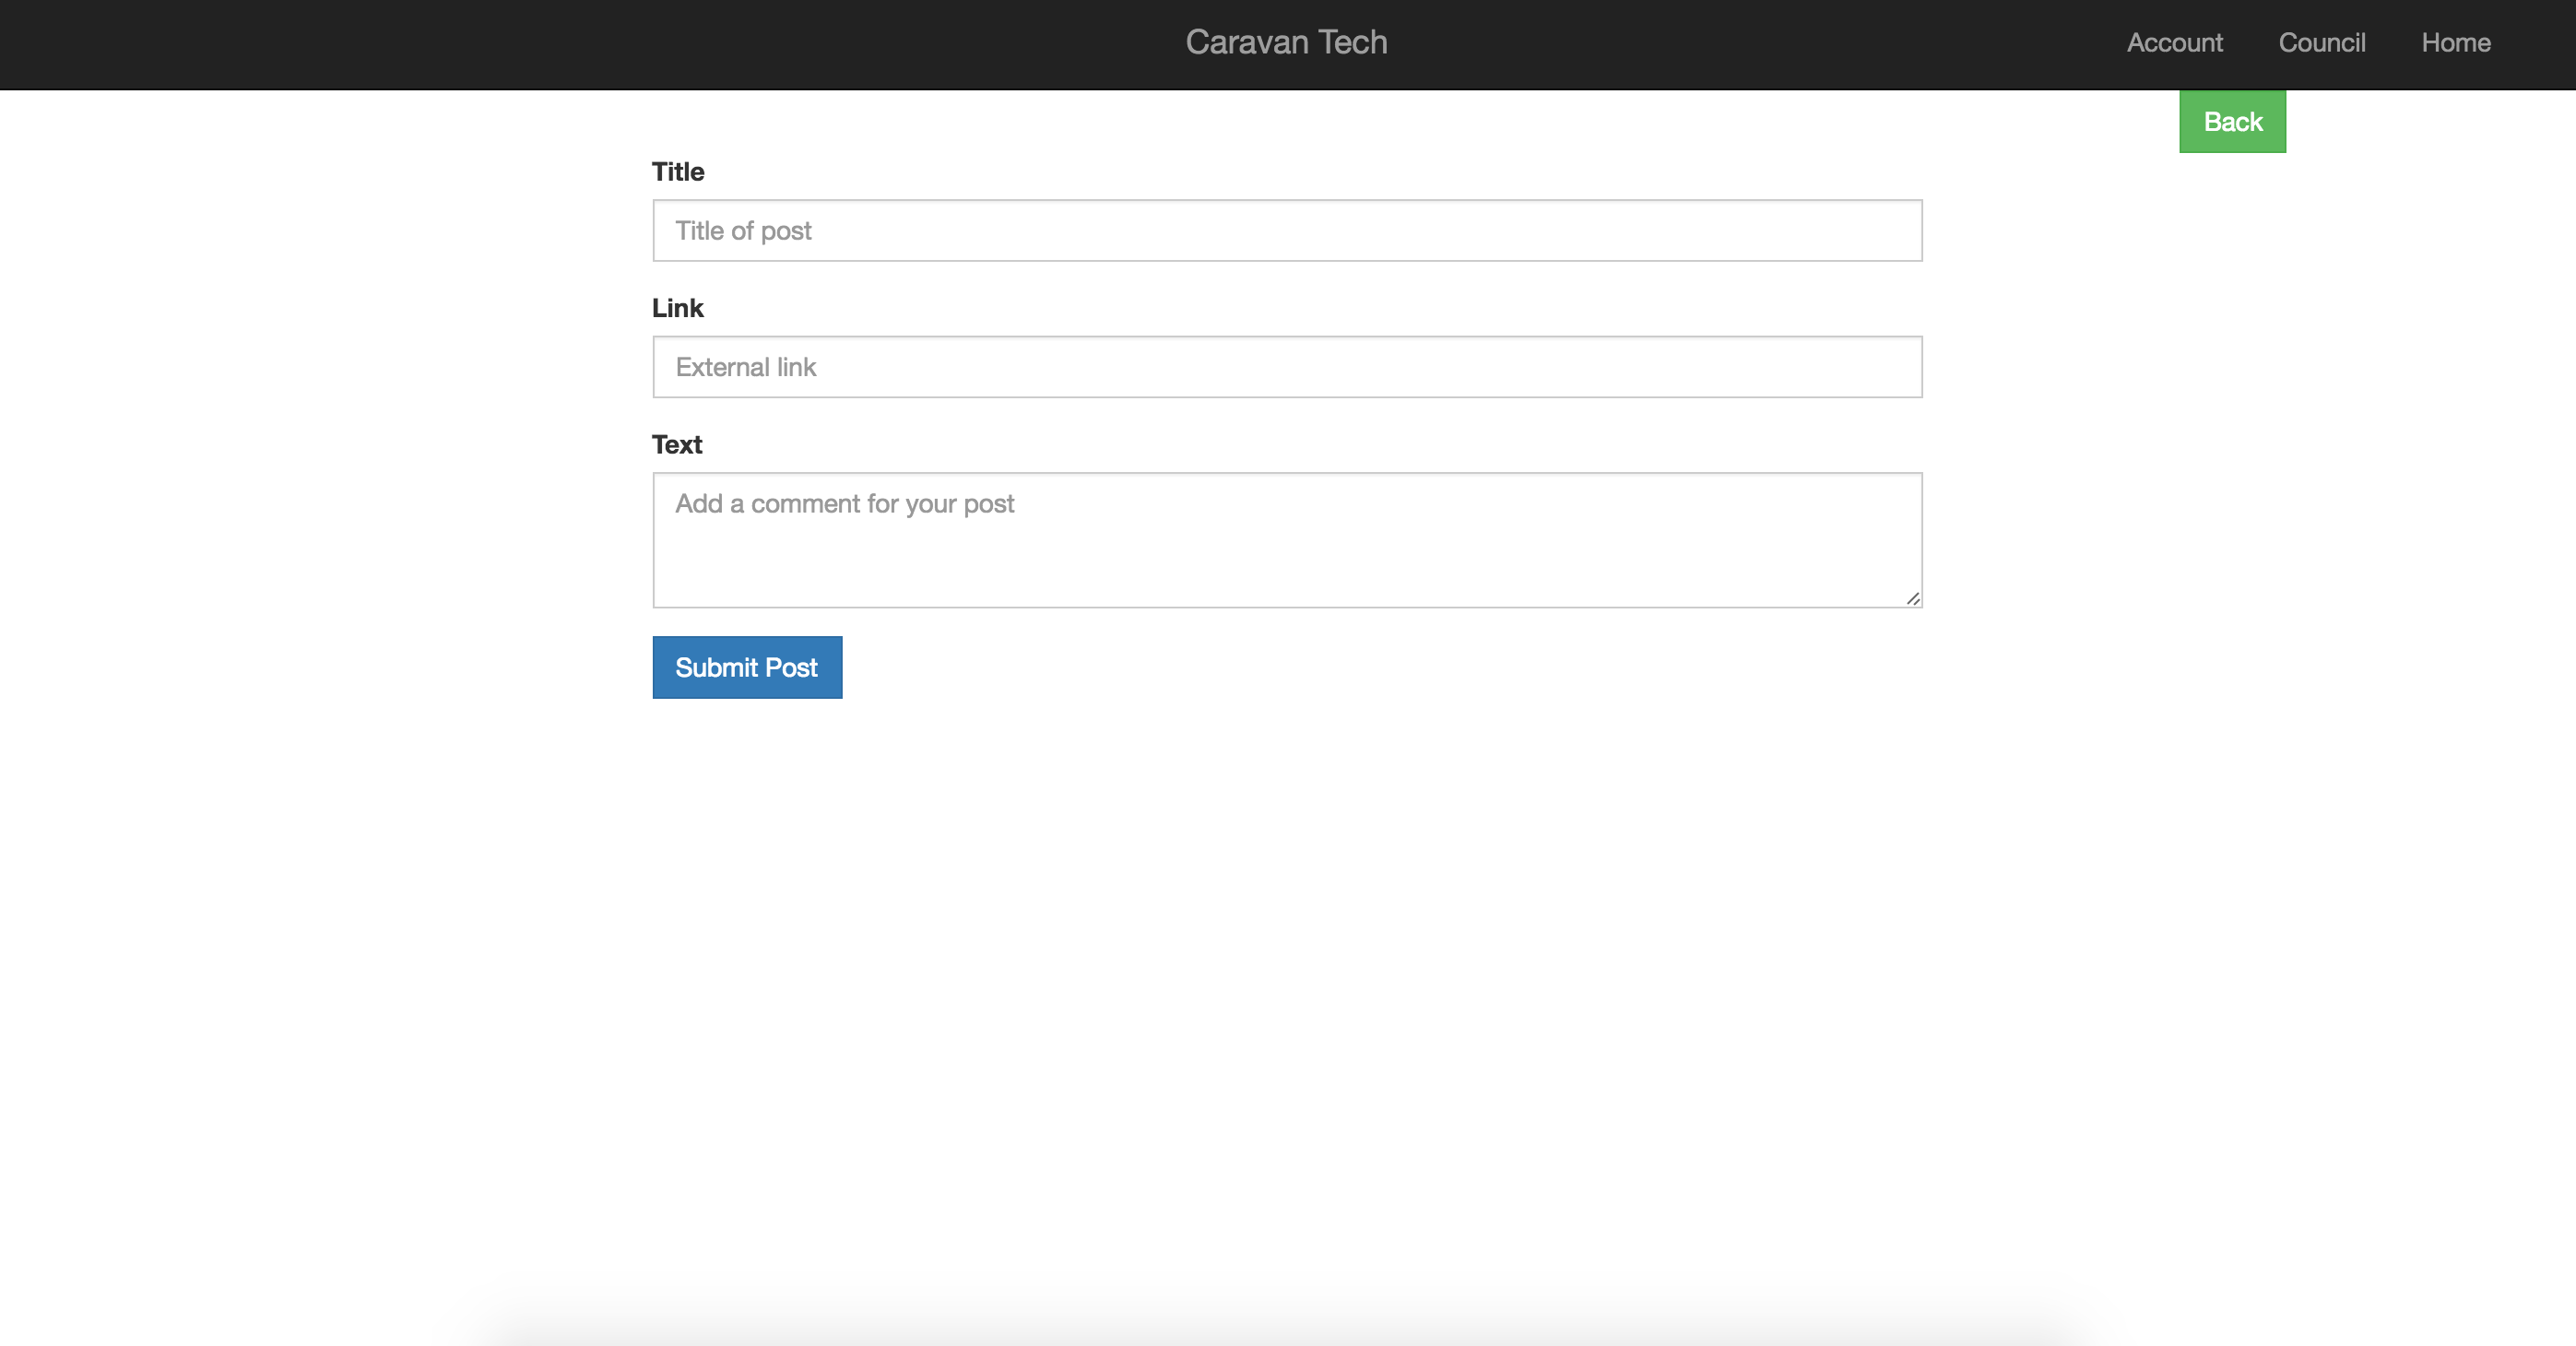 Caravan Tech
Account Council Home
Back
Title
Title of post
Link
External link
Text
Add a comment for your post
Submit Post